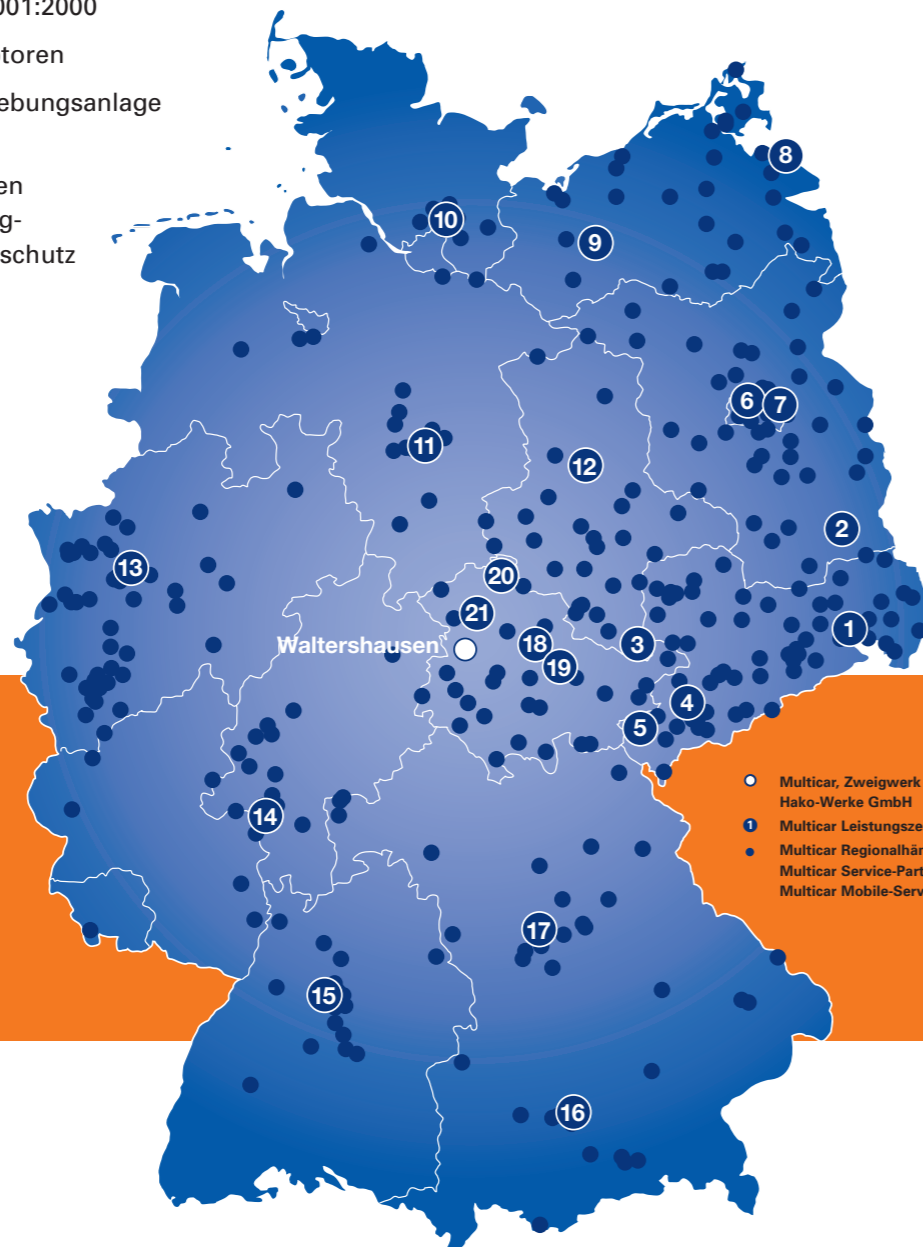 001:2000
toren
ebungsanlage
en
g-
schutz
8
10
9
6
7
11
12
2
13
20
21
1
Waltershausen
18
3
19
4
5
Multicar, Zweigwerk
Hako-Werke GmbH
14
1 Multicar Leistungsze
Multicar Regionalhän
Multicar Service-Part
Multicar Mobile-Serv
17
15
16